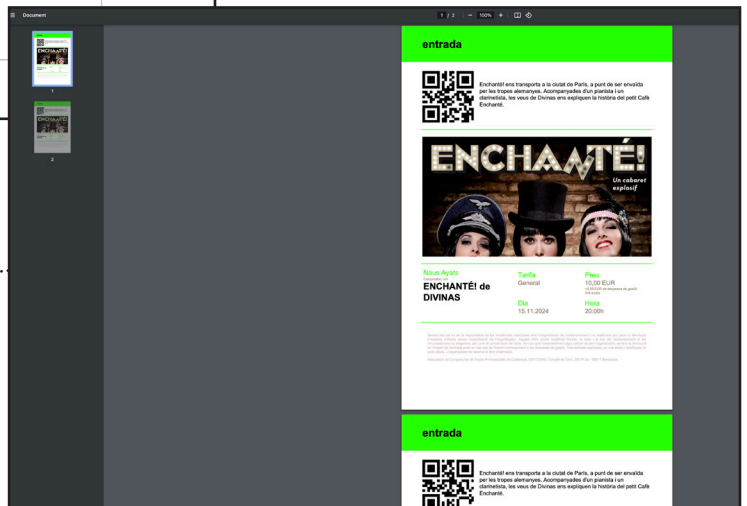 Document
1 / 2
100%
1
2
entrada
Enchanté! ens transporta a la ciutat de París, a punt de ser envaïda
per les tropes alemanyes. Acompanyades d'un pianista i un
clarinetista, les veus de Divinas ens expliquen la història del petit Cafè
Enchanté.
ENCHANTÉ!
Un cabaret
explosif
Naus Ayats
ENCHANTÉ! de
DIVINAS
Tarifa
General
Preu
10,00 EUR
Dia
15.11.2024
Hora
20:00h
entrada
Enchanté! ens transporta a la ciutat de París, a punt de ser envaïda
per les tropes alemanyes. Acompanyades d'un pianista i un
clarinetista, les veus de Divinas ens expliquen la història del petit Cafè
Enchanté.